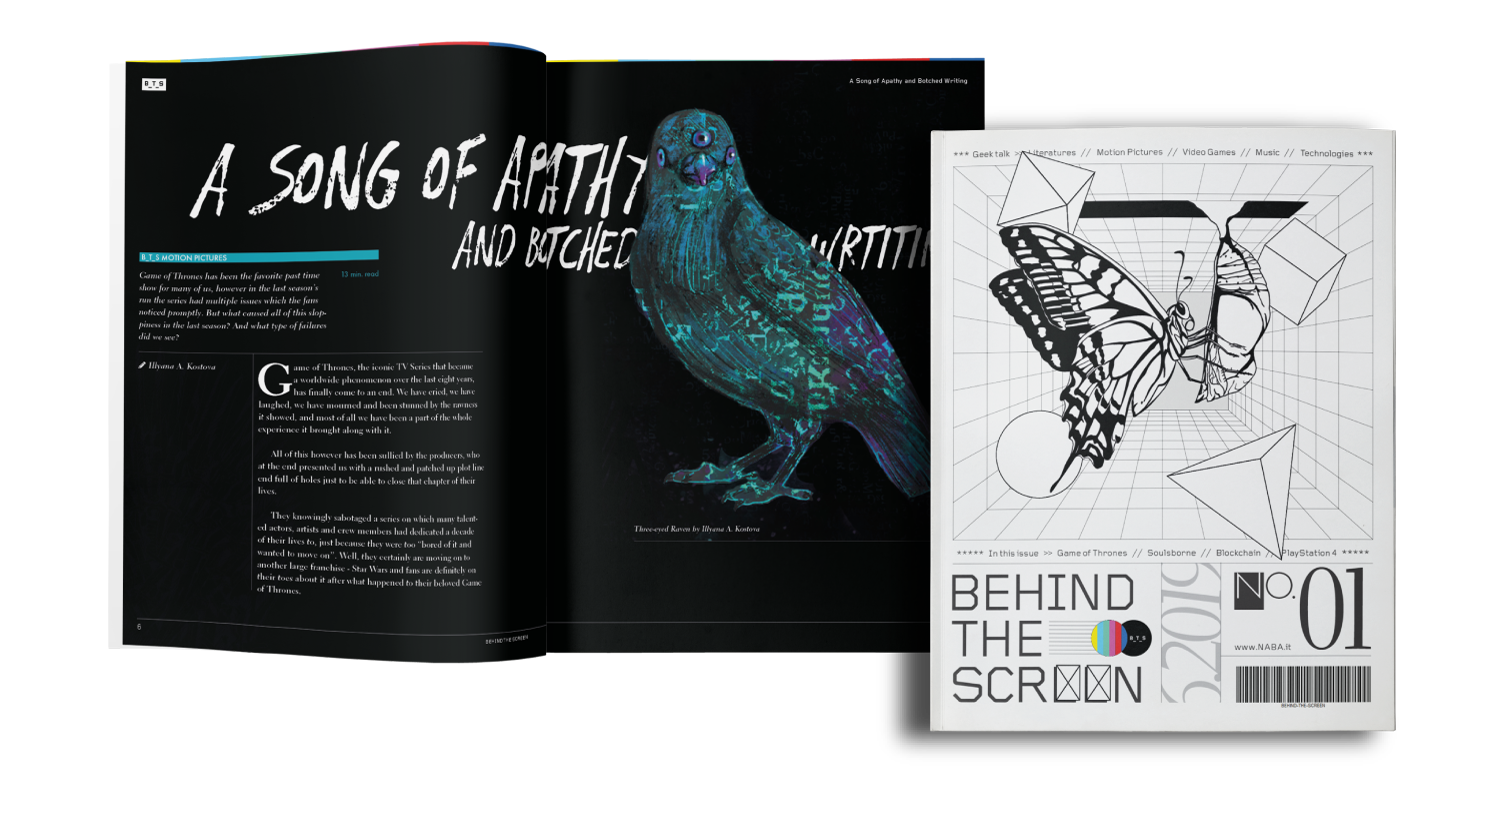 B_T_S
A Song of Apathy and Botched Writing
A SONG OF APATHY
AND BOTCHED WRTITIN
B_T_S MOTION PICTURES
13 min. read
Game of Thrones has been the favorite past time
show for many of us, however in the last season's
run the series had multiple issues which the fans
noticed promptly. But what caused all of this slop-
piness in the last season? And what type of failures
did we see?
Illyana A. Kostova
Game of Thrones, the iconic TV Series that became
a worldwide phenomenon over the last eight years,
has finally come to an end. We have cried, we have
laughed, we have mourned and been stunned by the rawness
it showed, and most of all we have been a part of the whole
experience it brought along with it.
All of this however has been sullied by the producers, who
at the end presented us with a rushed and patched up plot line
end full of holes just to be able to close that chapter of their
lives.
They knowingly sabotaged a series on which many talent-
ed actors, artists and crew members had dedicated a decade
of their lives to, just because they were too "bored of it and
wanted to move on". Well, they certainly are moving on to
another large franchise - Star Wars and fans are definitely on
their toes about it after what happened to their beloved Game
of Thrones.
Three-eyed Raven by Illyana A. Kostova
6
BEHIND THE SCREEN
*** Geek talk >> Literatures // Motion Pictures // Video Games // Music // Technologies ***
***** In this issue >> Game of Thrones // Soulsborne // Blockchain // PlayStation 4 *****
BEHIND
THE
SCREEN
B_T_S
5.2019
NO. 01
www.NABA.it
BEHIND-THE-SCREEN